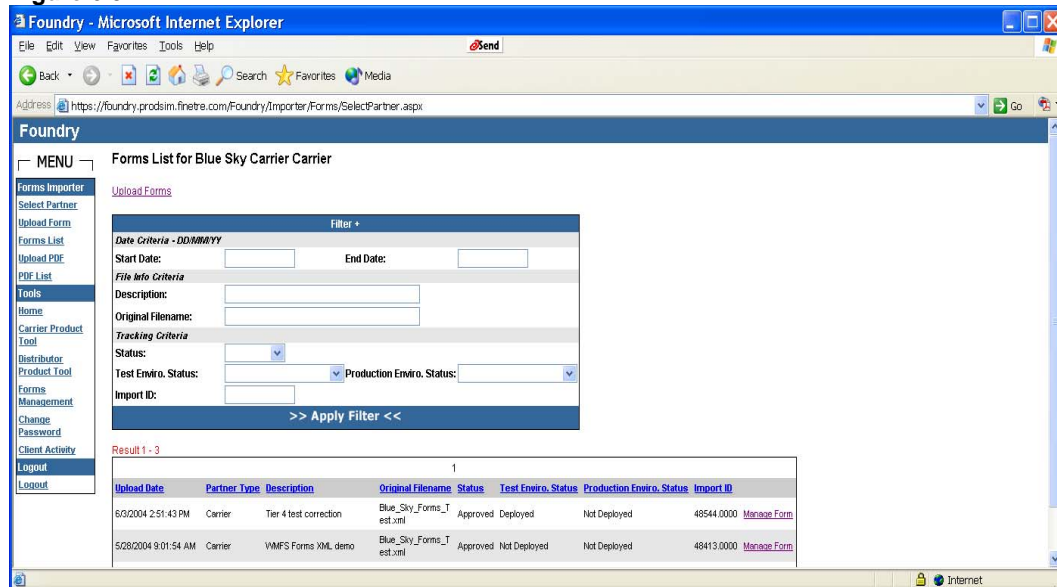 Foundry - Microsoft Internet Explorer
File Edit View Favorites Tools Help
Send
Back Search Favorites Media
Address https://foundry.prodsim.finetre.com/Foundry/Importer/Forms/SelectPartner.aspx Go
Foundry
MENU
Forms Importer
Select Partner
Upload Form
Forms List
Upload PDF
PDF List
Tools
Home
Carrier Product
Tool
Distributor
Product Tool
Forms
Management
Change
Password
Client Activity
Logout
Logout
Forms List for Blue Sky Carrier Carrier
Upload Forms
Filter +
Date Criteria - DD/MM/YY
Start Date: End Date:
File Info Criteria
Description:
Original Filename:
Tracking Criteria
Status:
Test Enviro. Status: Production Enviro. Status:
Import ID:
>> Apply Filter <<
Result 1 - 3
1
Upload Date Partner Type Description Original Filename Status Test Enviro. Status Production Enviro. Status Import ID
6/3/2004 2:51:43 PM Carrier Tier 4 test correction Blue_Sky_Forms_T Approved Deployed Not Deployed 48544.0000 Manage Form
est.xml
5/28/2004 9:01:54 AM Carrier WMFS Forms XML demo Blue_Sky_Forms_T Approved Not Deployed Not Deployed 48413.0000 Manage Form
est.xml
Internet